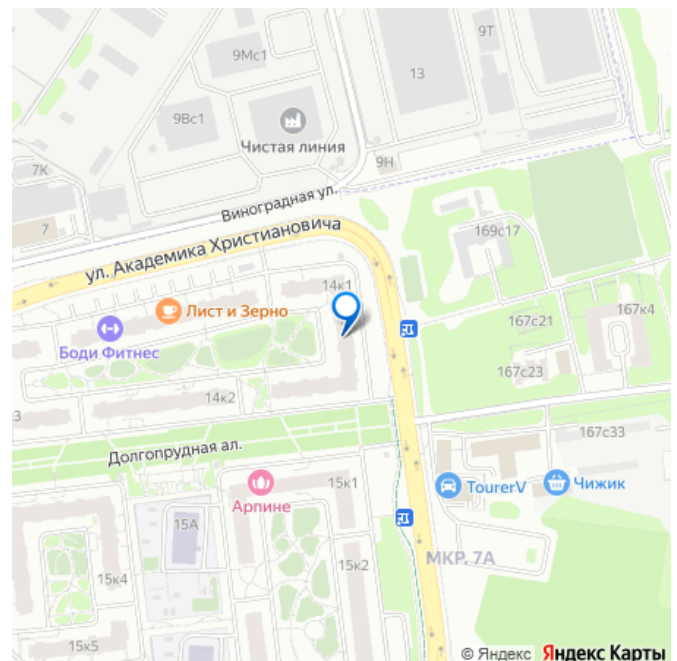 9Т
9Мс1
13
9Вс1
Чистая линия
9Н
7К
Виноградная ул.
7
169с17
ул. Академика Христиановича
14к1
Лист и Зерно
167к4
167с21
Боди Фитнес
167с23
14к2
3
167с33
Долгопрудная ал.
15к1
TourerV
Чижик
Арпине
15А
МКР. 7А
15к2
15к4
15к5
© Яндекс Яндекс Карты